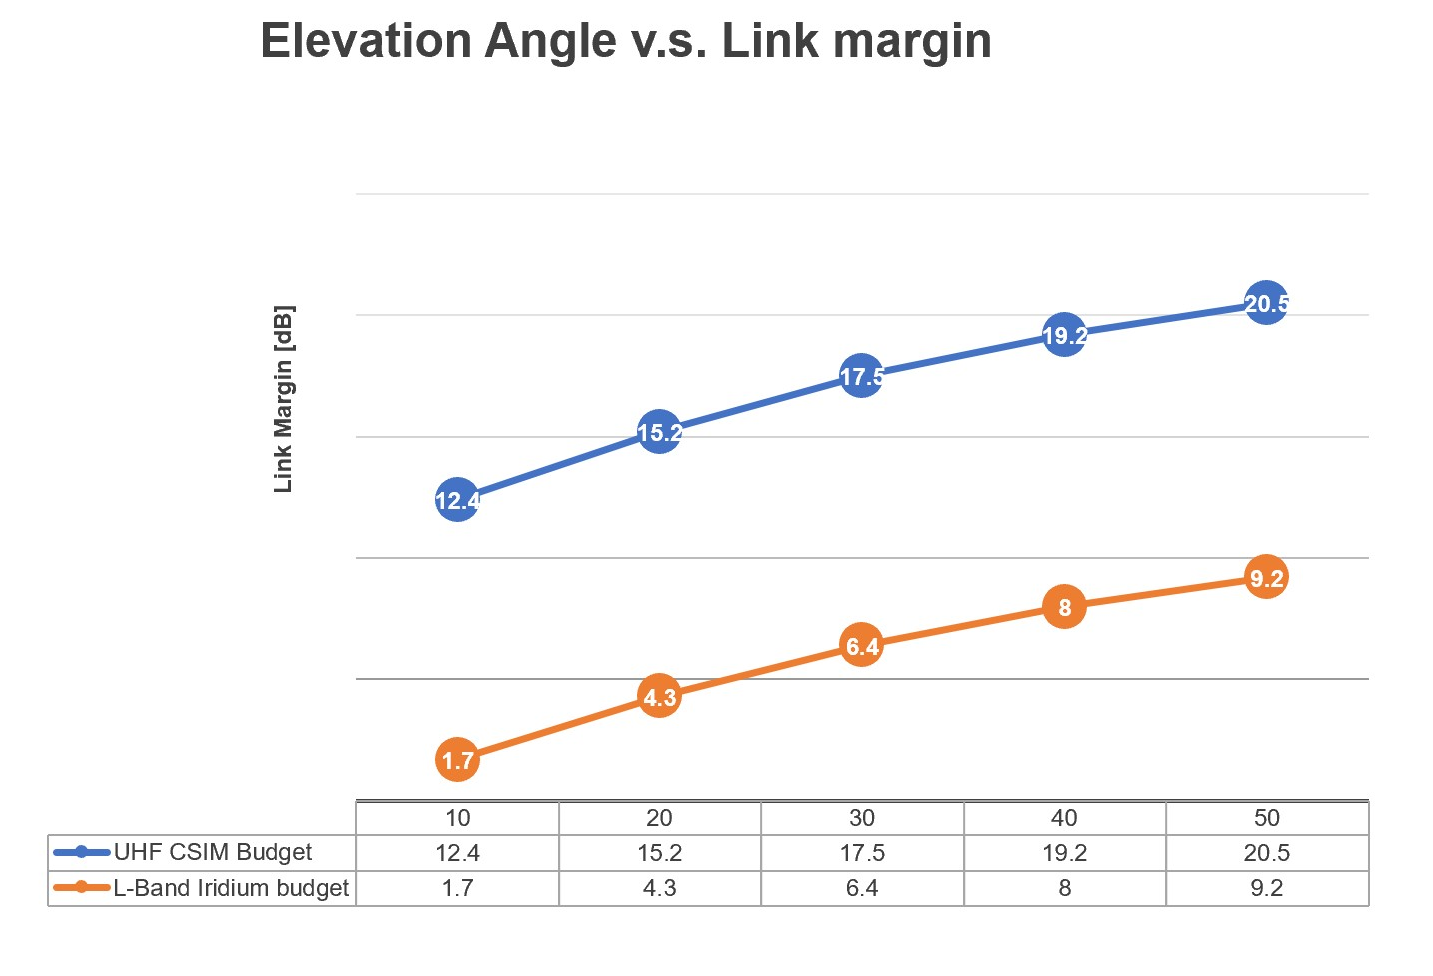 Elevation Angle v.s. Link margin
Link Margin [dB]
12.4
15.2
17.5
19.2
20.5
1.7
4.3
6.4
8
9.2
10 20 30 40 50
UHF CSIM Budget 12.4 15.2 17.5 19.2 20.5
L-Band Iridium budget 1.7 4.3 6.4 8 9.2